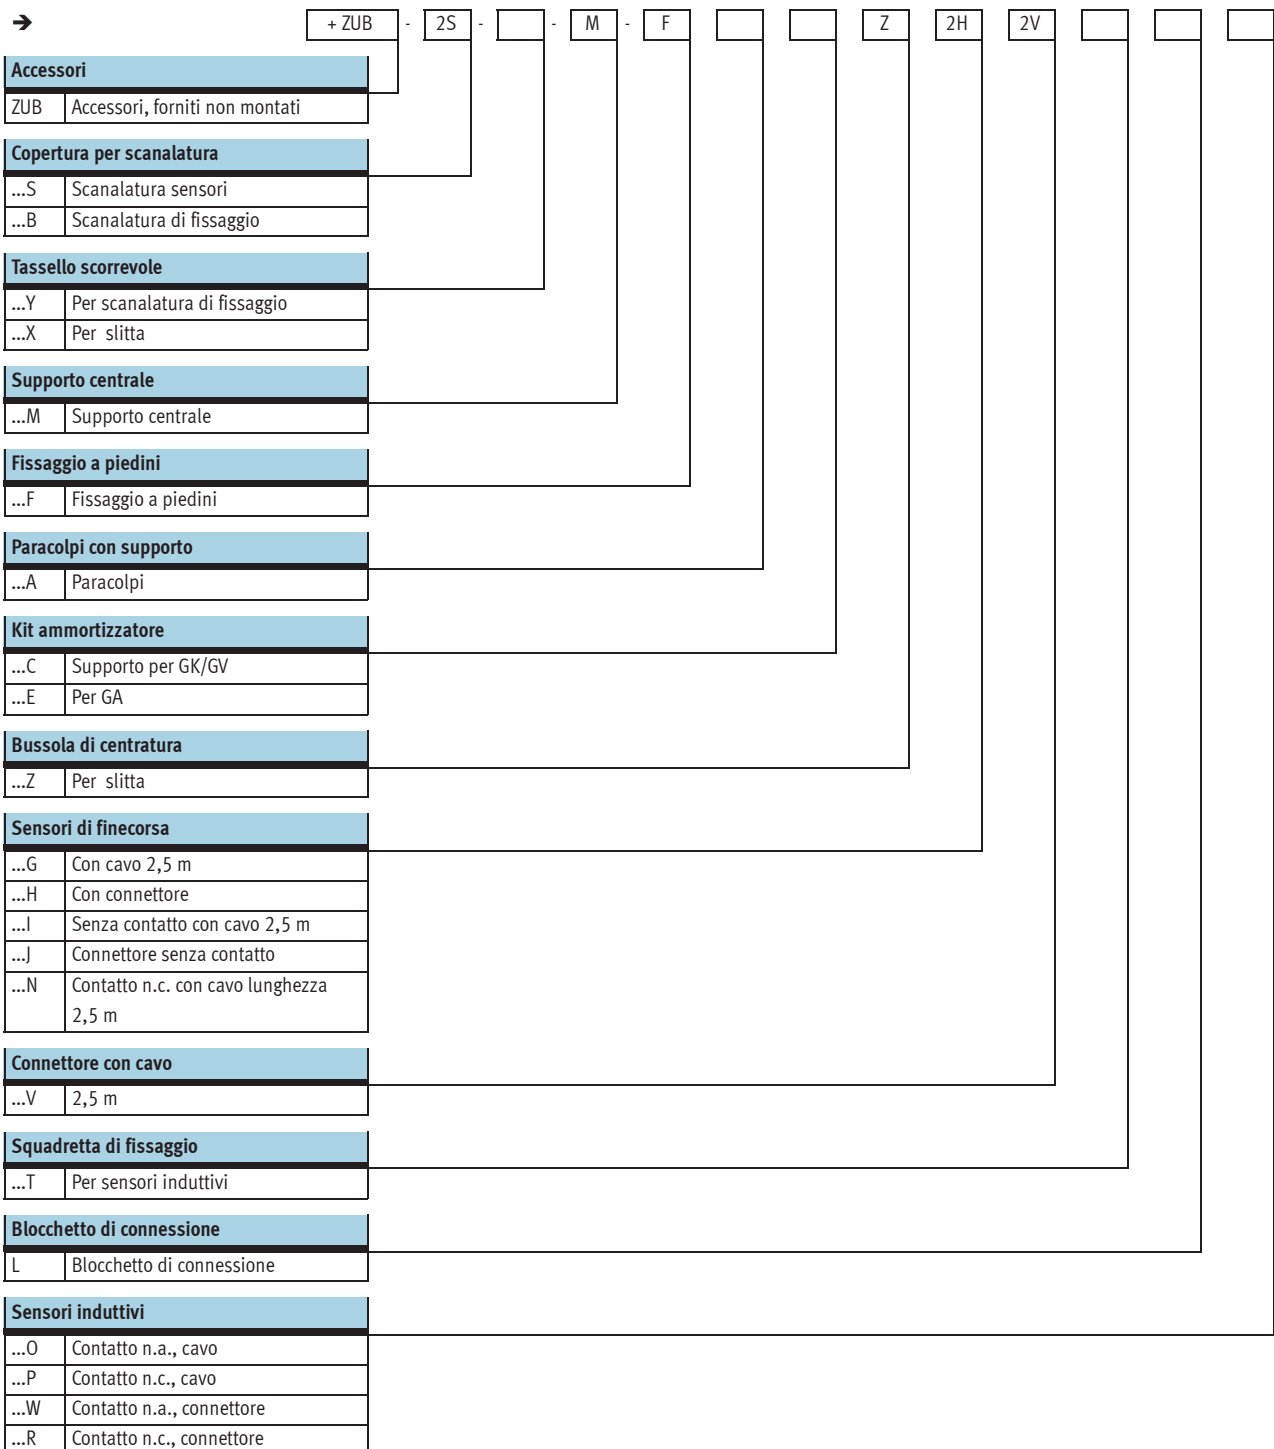 ➔ + ZUB - 2S - - M - F Z 2H 2V
Accessori
ZUB Accessori, forniti non montati
Copertura per scanalatura
...S Scanalatura sensori
...B Scanalatura di fissaggio
Tassello scorrevole
...Y Per scanalatura di fissaggio
...X Per slitta
Supporto centrale
...M Supporto centrale
Fissaggio a piedini
...F Fissaggio a piedini
Paracolpi con supporto
...A Paracolpi
Kit ammortizzatore
...C Supporto per GK/GV
...E Per GA
Bussola di centratura
...Z Per slitta
Sensori di finecorsa
...G Con cavo 2,5 m
...H Con connettore
...I Senza contatto con cavo 2,5 m
...J Connettore senza contatto
...N Contatto n.c. con cavo lunghezza
2,5 m
Connettore con cavo
...V 2,5 m
Squadretta di fissaggio
...T Per sensori induttivi
Blocchetto di connessione
L Blocchetto di connessione
Sensori induttivi
...O Contatto n.a., cavo
...P Contatto n.c., cavo
...W Contatto n.a., connettore
...R Contatto n.c., connettore